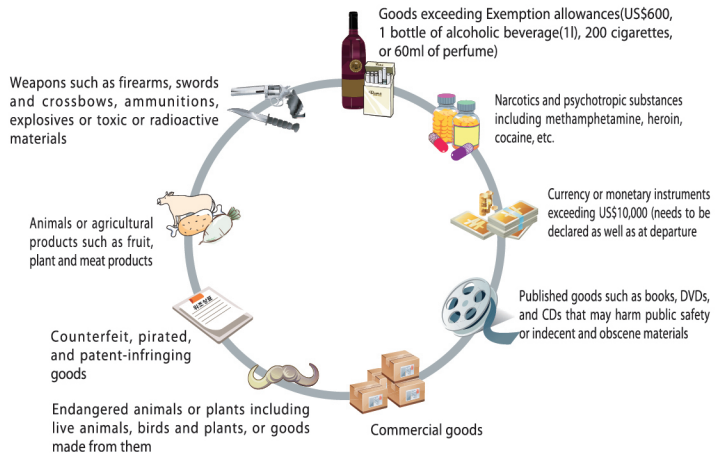 Goods exceeding Exemption allowances(US$600,
1 bottle of alcoholic beverage(1l), 200 cigarettes,
or 60ml of perfume)
Narcotics and psychotropic substances
including methamphetamine, heroin,
cocaine, etc.
Currency or monetary instruments
exceeding US$10,000 (needs to be
declared as well as at departure
Published goods such as books, DVDs,
and CDs that may harm public safety
or indecent and obscene materials
Commercial goods
Endangered animals or plants including
live animals, birds and plants, or goods
made from them
Counterfeit, pirated,
and patent-infringing
goods
Animals or agricultural
products such as fruit,
plant and meat products
Weapons such as firearms, swords
and crossbows, ammunitions,
explosives or toxic or radioactive
materials